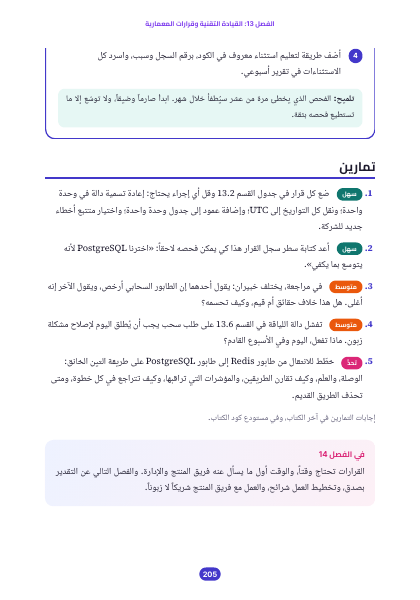 الفصل 13: القيادة التقنية وقرارات المعمارية
4 أضف طريقة لتعليم استثناء معروف في الكود، برقم السجل وسبب، واسرد كل
الاستثناءات في تقرير أسبوعي.
تلميح: الفحص الذي يخطئ مرة من عشر سيُطفأ خلال شهر. ابدأ صارماً وضيقاً، ولا توسّع إلا ما
تستطيع فحصه بثقة.
تمارين
1. سهل ضع كل قرار في جدول القسم 13.2 وقل أي إجراء يحتاج: إعادة تسمية دالة في وحدة
واحدة؛ ونقل كل التواريخ إلى UTC؛ وإضافة عمود إلى جدول وحدة واحدة؛ واختيار متتبع أخطاء
جديد للشركة.
2. سهل أعد كتابة سطر سجل القرار هذا كي يمكن فحصه لاحقاً: «اخترنا PostgreSQL لأنه
يتوسع بما يكفي».
3. متوسط في مراجعة، يختلف خبيران: يقول أحدهما إن الطابور السحابي أرخص، ويقول الآخر إنه
أغلى. هل هذا خلاف حقائق أم قيم، وكيف تحسمه؟
4. متوسط تفشل دالة اللياقة في القسم 13.6 على طلب سحب يجب أن يُطلق اليوم لإصلاح مشكلة
زبون. ماذا تفعل، اليوم وفي الأسبوع القادم؟
5. تحدٍّ خطّط للانتقال من طابور Redis إلى طابور PostgreSQL على طريقة التين الخانق:
الوصلة، والعلَم، وكيف تقارن الطريقين، والمؤشرات التي تراقبها، وكيف تتراجع في كل خطوة، ومتى
تحذف الطريق القديم.
إجابات التمارين في آخر الكتاب، وفي مستودع كود الكتاب.
في الفصل 14
القرارات تحتاج وقتاً، والوقت أول ما يسأل عنه فريق المنتج والإدارة. والفصل التالي عن التقدير
بصدق، وتخطيط العمل شرائح، والعمل مع فريق المنتج شريكاً لا زبوناً.
205